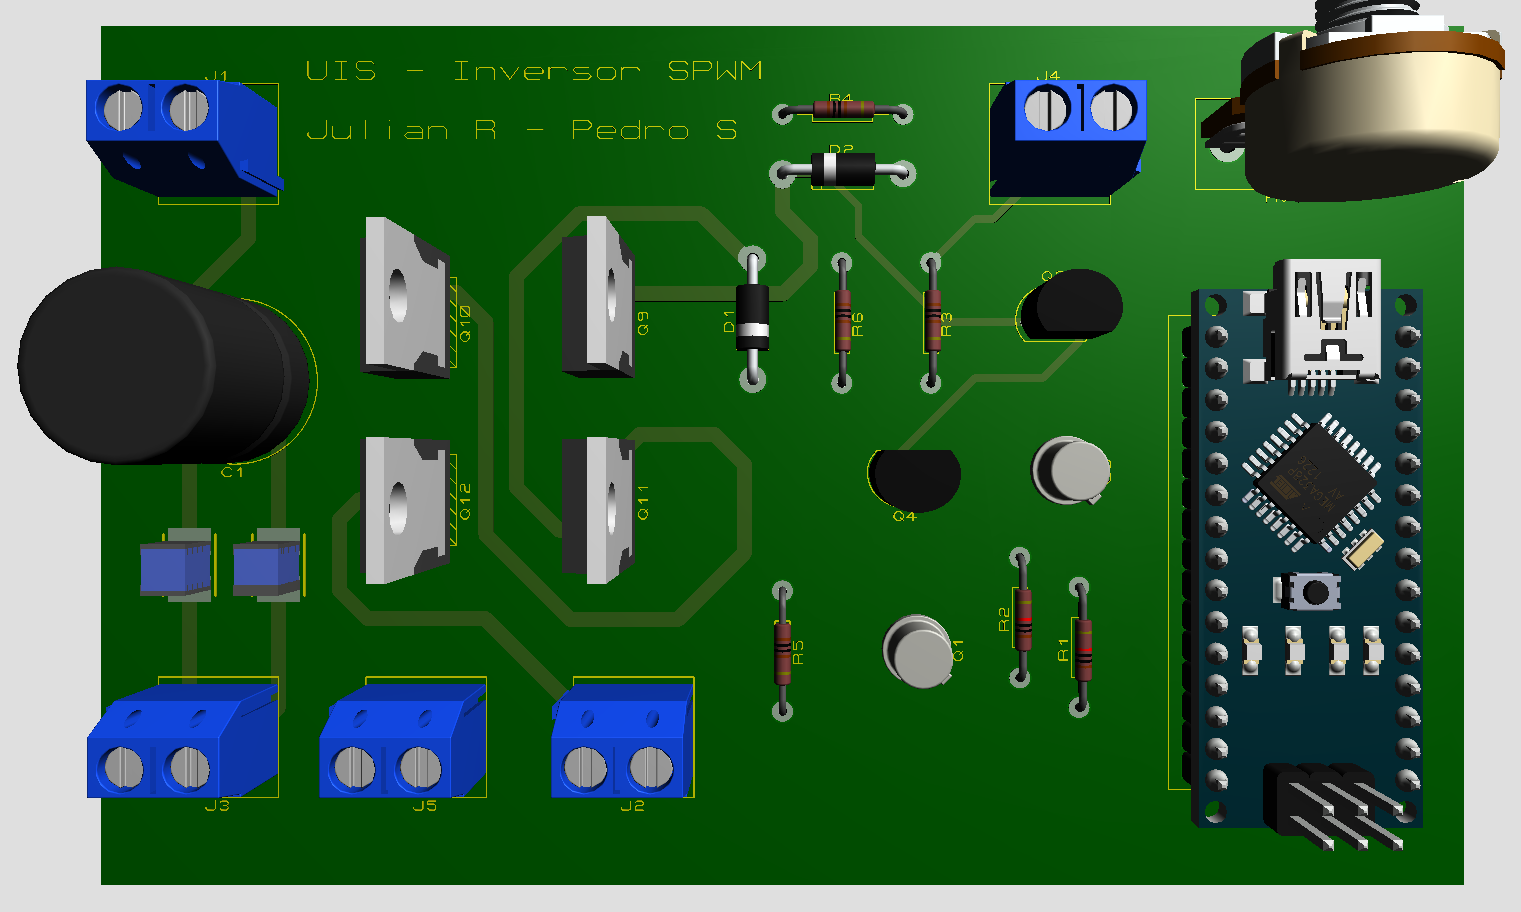 UIS - Inversor SPWM
Julian R - Pedro S
J1
R4
J4
D2
Q10
Q9
D1
R6
R3
C1
Q12
Q11
Q4
R5
Q1
R2
R1
J3
J5
J2